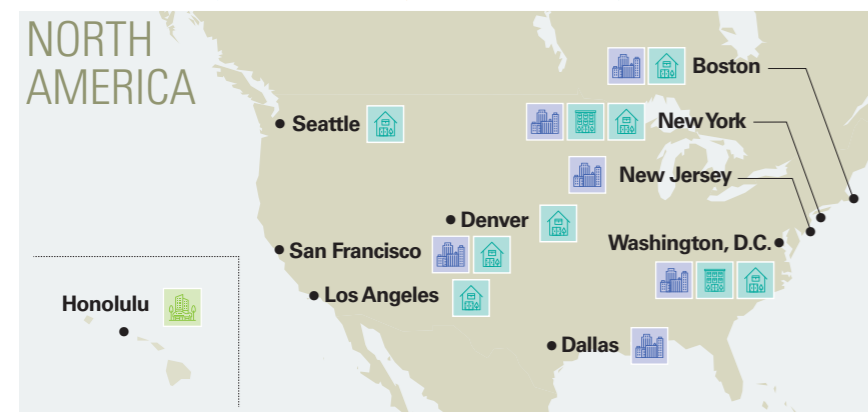 NORTH
AMERICA
Boston
Seattle
New York
New Jersey
Denver
Washington, D.C.
San Francisco
Los Angeles
Honolulu
Dallas